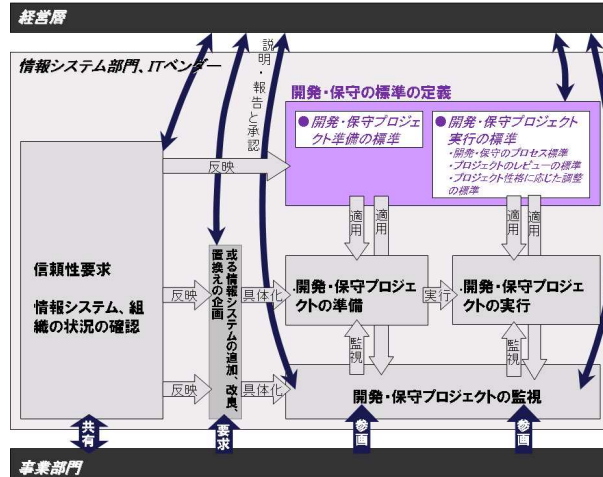 経営層
情報システム部門、ITベンダー
説明・報告と承認
開発・保守の標準の定義
● 開発・保守プロジェ
クト準備の標準
● 開発・保守プロジェクト
実行の標準
・開発・保守のプロセス標準
・プロジェクトのレビューの標準
・プロジェクト性格に応じた調整
の標準
反映
適用
適用
適用
適用
信頼性要求
情報システム、組
織の状況の確認
反映
或る情報システムの追加、改良、
置換えの企画
具体化
.開発・保守プロジェ
クトの準備
実行
.開発・保守プロジェ
クトの実行
監視
監視
反映
具体化
開発・保守プロジェクトの監視
共有
要求
参画
参画
事業部門